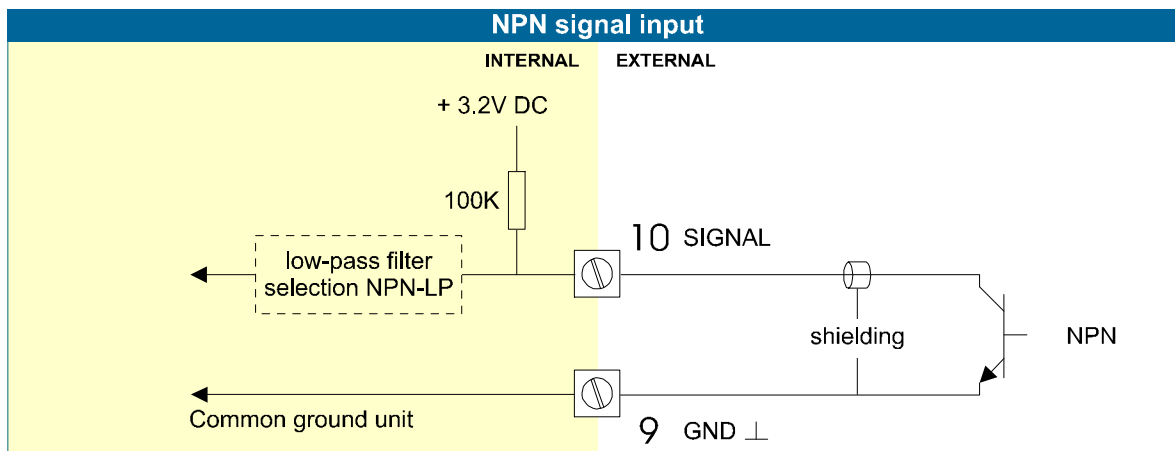 NPN signal input
INTERNAL EXTERNAL
+ 3.2V DC
100K
10 SIGNAL
low-pass filter
selection NPN-LP
shielding
NPN
Common ground unit
9 GND ⊥